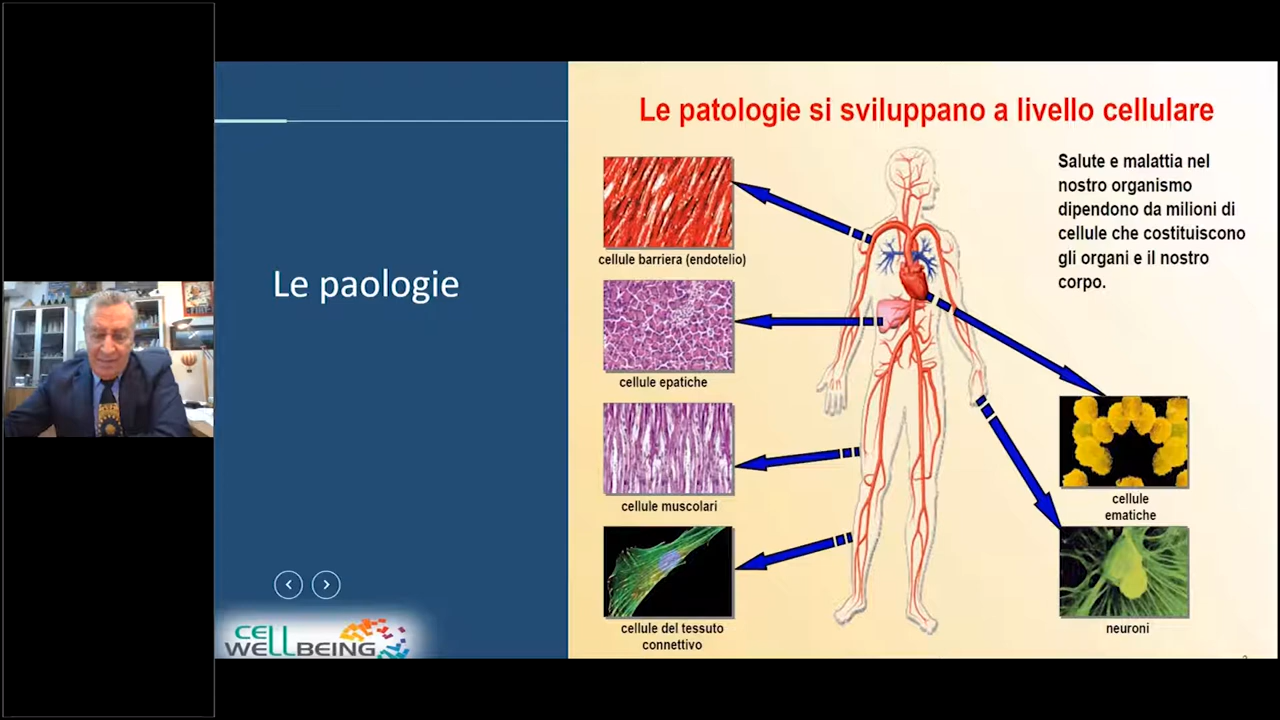 Le patologie si sviluppano a livello cellulare
Le paologie
cellule barriera (endotelio)
cellule epatiche
cellule muscolari
cellule del tessuto
connettivo
Salute e malattia nel
nostro organismo
dipendono da milioni di
cellule che costituiscono
gli organi e il nostro
corpo.
cellule
ematiche
neuroni
CELL
WELLBEING